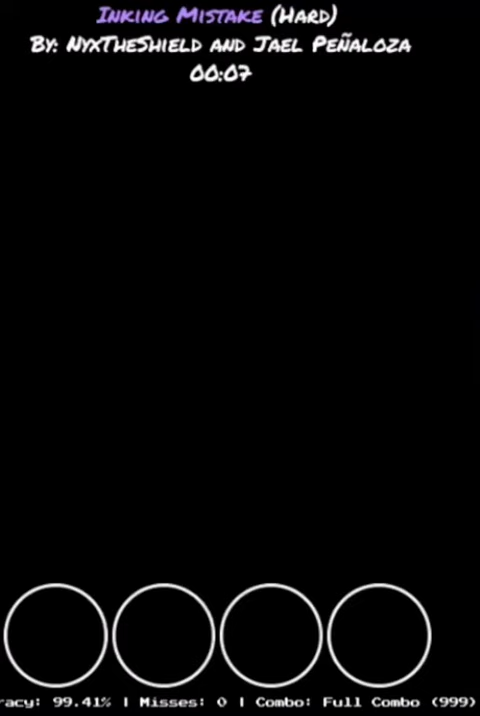 Inking Mistake (Hard)
By: NyxTheShield and Jael Peñaloza
00:07
racy: 99.41% | Misses: 0 | Combo: Full Combo (999)